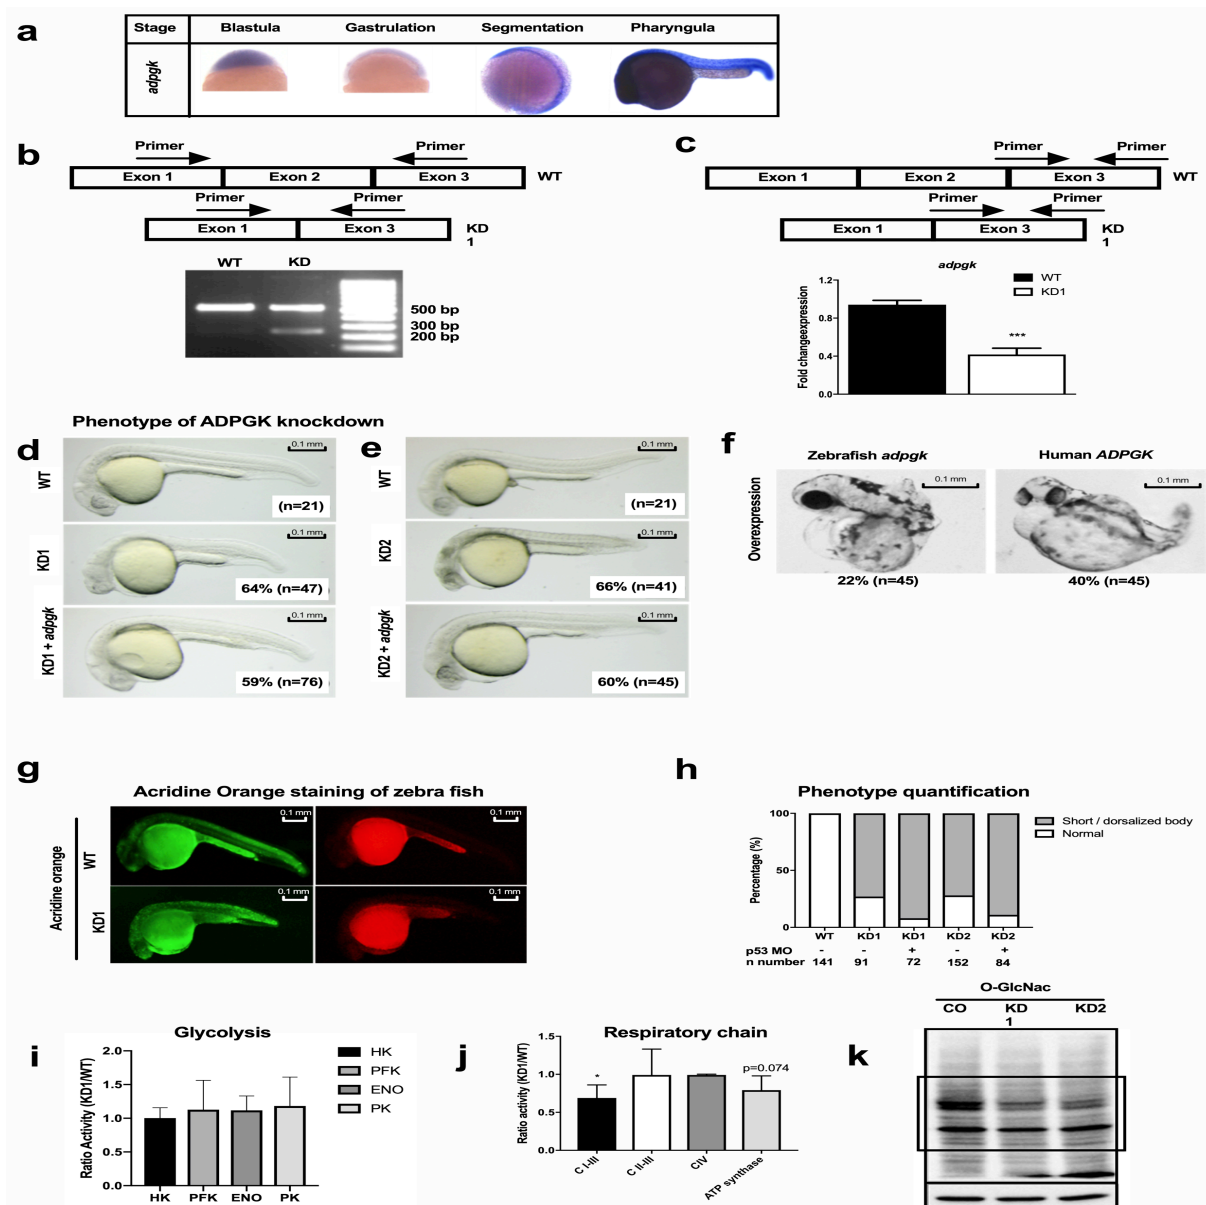 a
Stage Blastula Gastrulation Segmentation Pharyngula
adpgk
b
Primer Primer
Exon 1 Exon 2 Exon 3 WT
Primer Primer
Exon 1 Exon 3 KD
1
WT KD
500 bp
300 bp
200 bp
c
Primer Primer
Exon 1 Exon 2 Exon 3 WT
Primer Primer
Exon 1 Exon 3 KD
1
adpgk
WT
KD1
Fold changeexpression
1.2
0.8
0.4
0.0
***
Phenotype of ADPGK knockdown
d
WT
0.1 mm
(n=21)
KD1
0.1 mm
64% (n=47)
KD1 + adpgk
0.1 mm
59% (n=76)
e
WT
0.1 mm
(n=21)
KD2
0.1 mm
66% (n=41)
KD2 + adpgk
0.1 mm
60% (n=45)
f
Zebrafish adpgk Human ADPGK
Overexpression
0.1 mm 0.1 mm
22% (n=45) 40% (n=45)
g
Acridine Orange staining of zebra fish
Acridine orange
WT
0.1 mm 0.1 mm
KD1
0.1 mm 0.1 mm
h
Phenotype quantification
Percentage (%)
100
50
0
Short / dorsalized body
Normal
WT KD1 KD1 KD2 KD2
p53 MO - - + - +
n number 141 91 72 152 84
i
Glycolysis
Ratio Activity (KD1/WT)
2.0
1.5
1.0
0.5
0.0
HK
PFK
ENO
PK
HK PFK ENO PK
j
Respiratory chain
Ratio activity (KD1/WT)
1.5
1.0
0.5
0.0
*
p=0.074
C I-III C II-III CIV ATP synthase
k
O-GlcNac
CO KD KD2
1